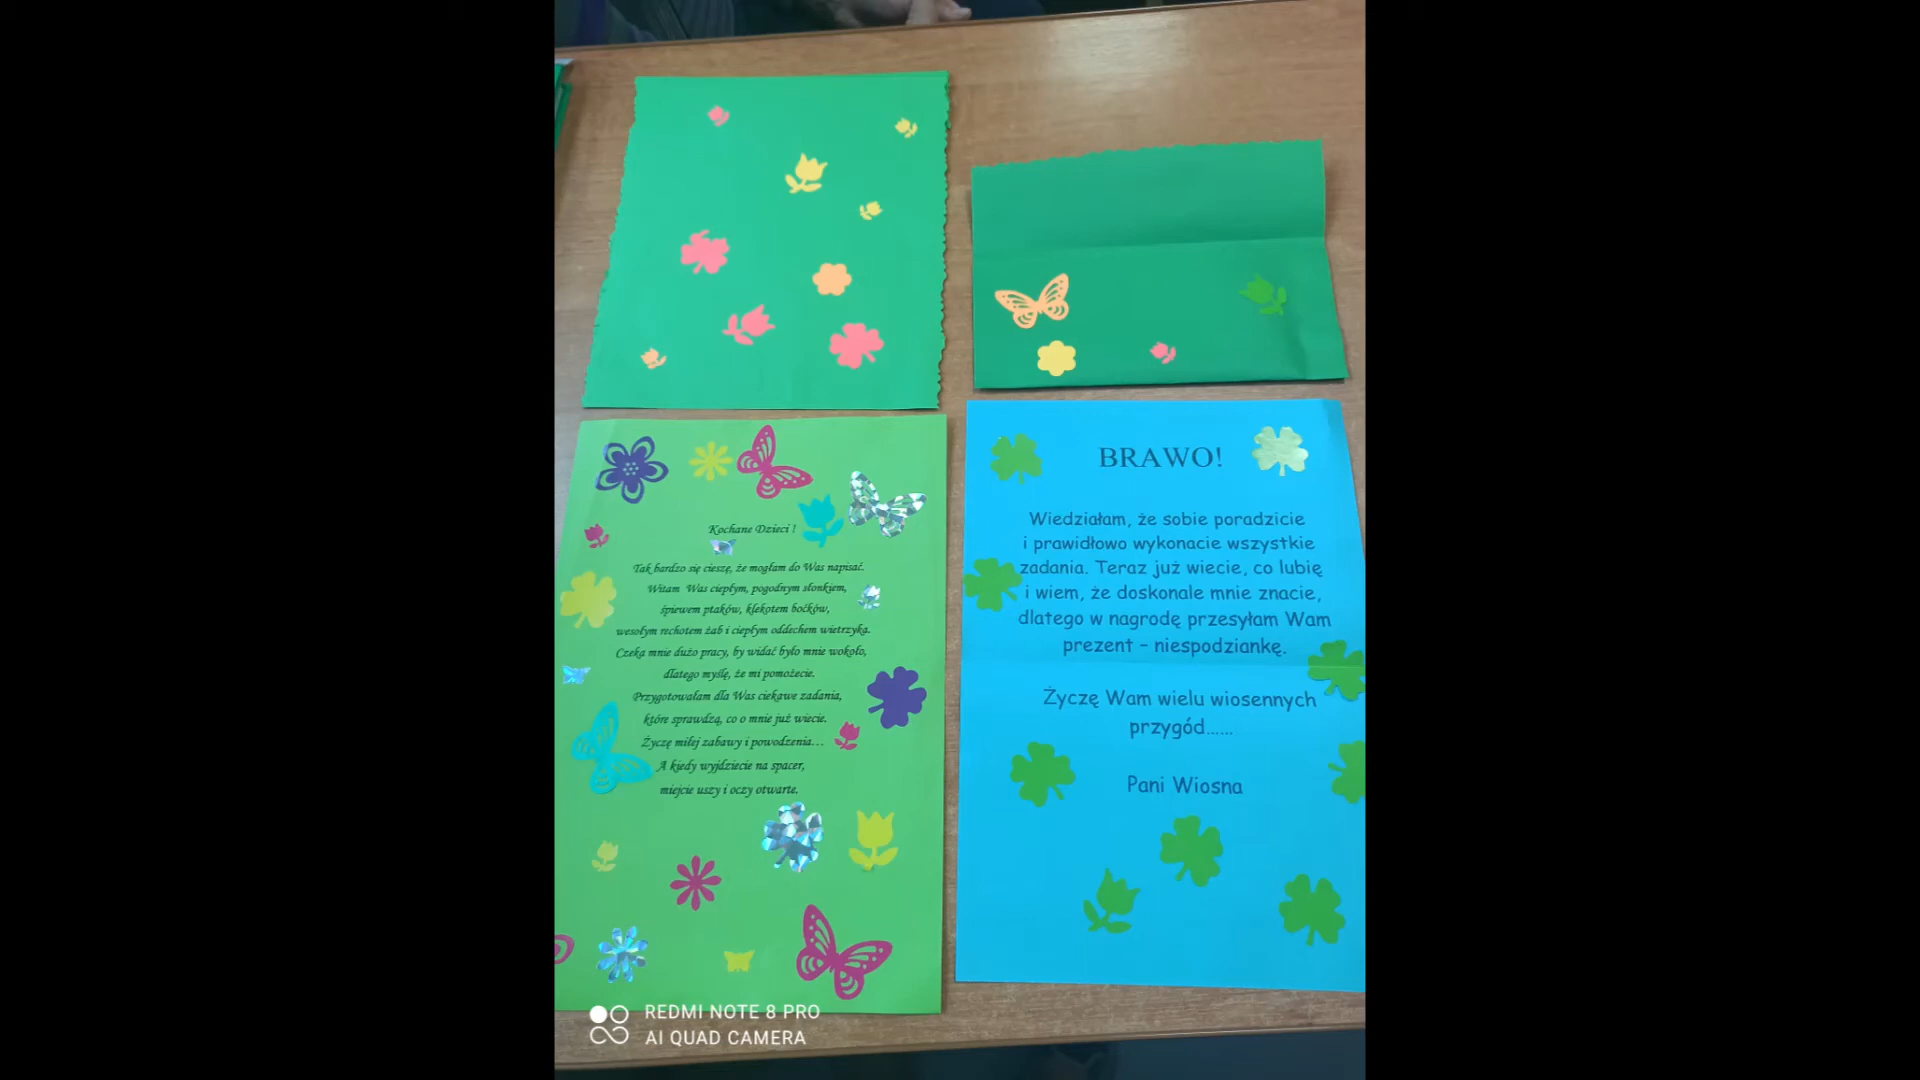 Kochane Dzieci !
Tak bardzo się cieszę, że mogłam do Was napisać.
Witam Was ciepłym, pogodnym słonkiem,
śpiewem ptaków, klekotem boćków,
wesołym rechotem żab i ciepłym oddechem wietrzyka.
Czeka mnie dużo pracy, by widać było mnie wokoło,
dlatego myślę, że mi pomożecie.
Przygotowałam dla Was ciekawe zadania,
które sprawdzą, co o mnie już wiecie.
Życzę miłej zabawy i powodzenia…
A kiedy wyjdziecie na spacer,
miejcie uszy i oczy otwarte.
BRAWO!
Wiedziałam, że sobie poradzicie
i prawidłowo wykonacie wszystkie
zadania. Teraz już wiecie, co lubię
i wiem, że doskonale mnie znacie,
dlatego w nagrodę przesyłam Wam
prezent – niespodziankę.
Życzę Wam wielu wiosennych
przygód……
Pani Wiosna
REDMI NOTE 8 PRO
AI QUAD CAMERA